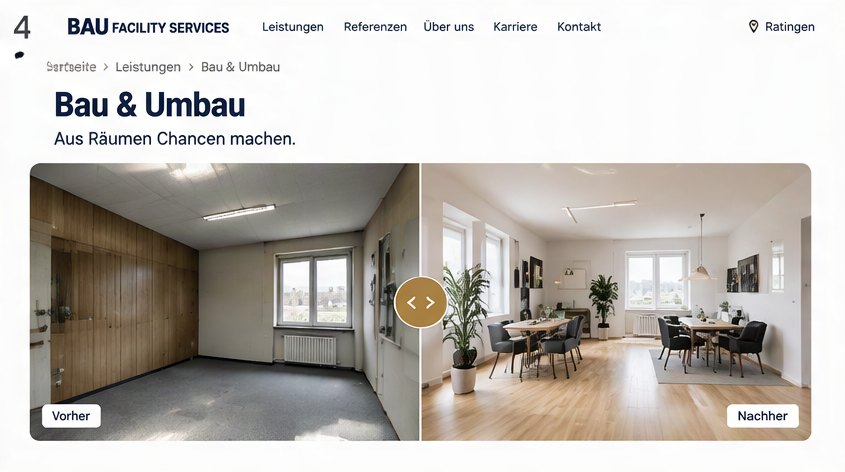 4
BAU FACILITY SERVICES Leistungen Referenzen Über uns Karriere Kontakt Ratingen
> Leistungen > Bau & Umbau
Bau & Umbau
Aus Räumen Chancen machen.
Vorher
Nachher